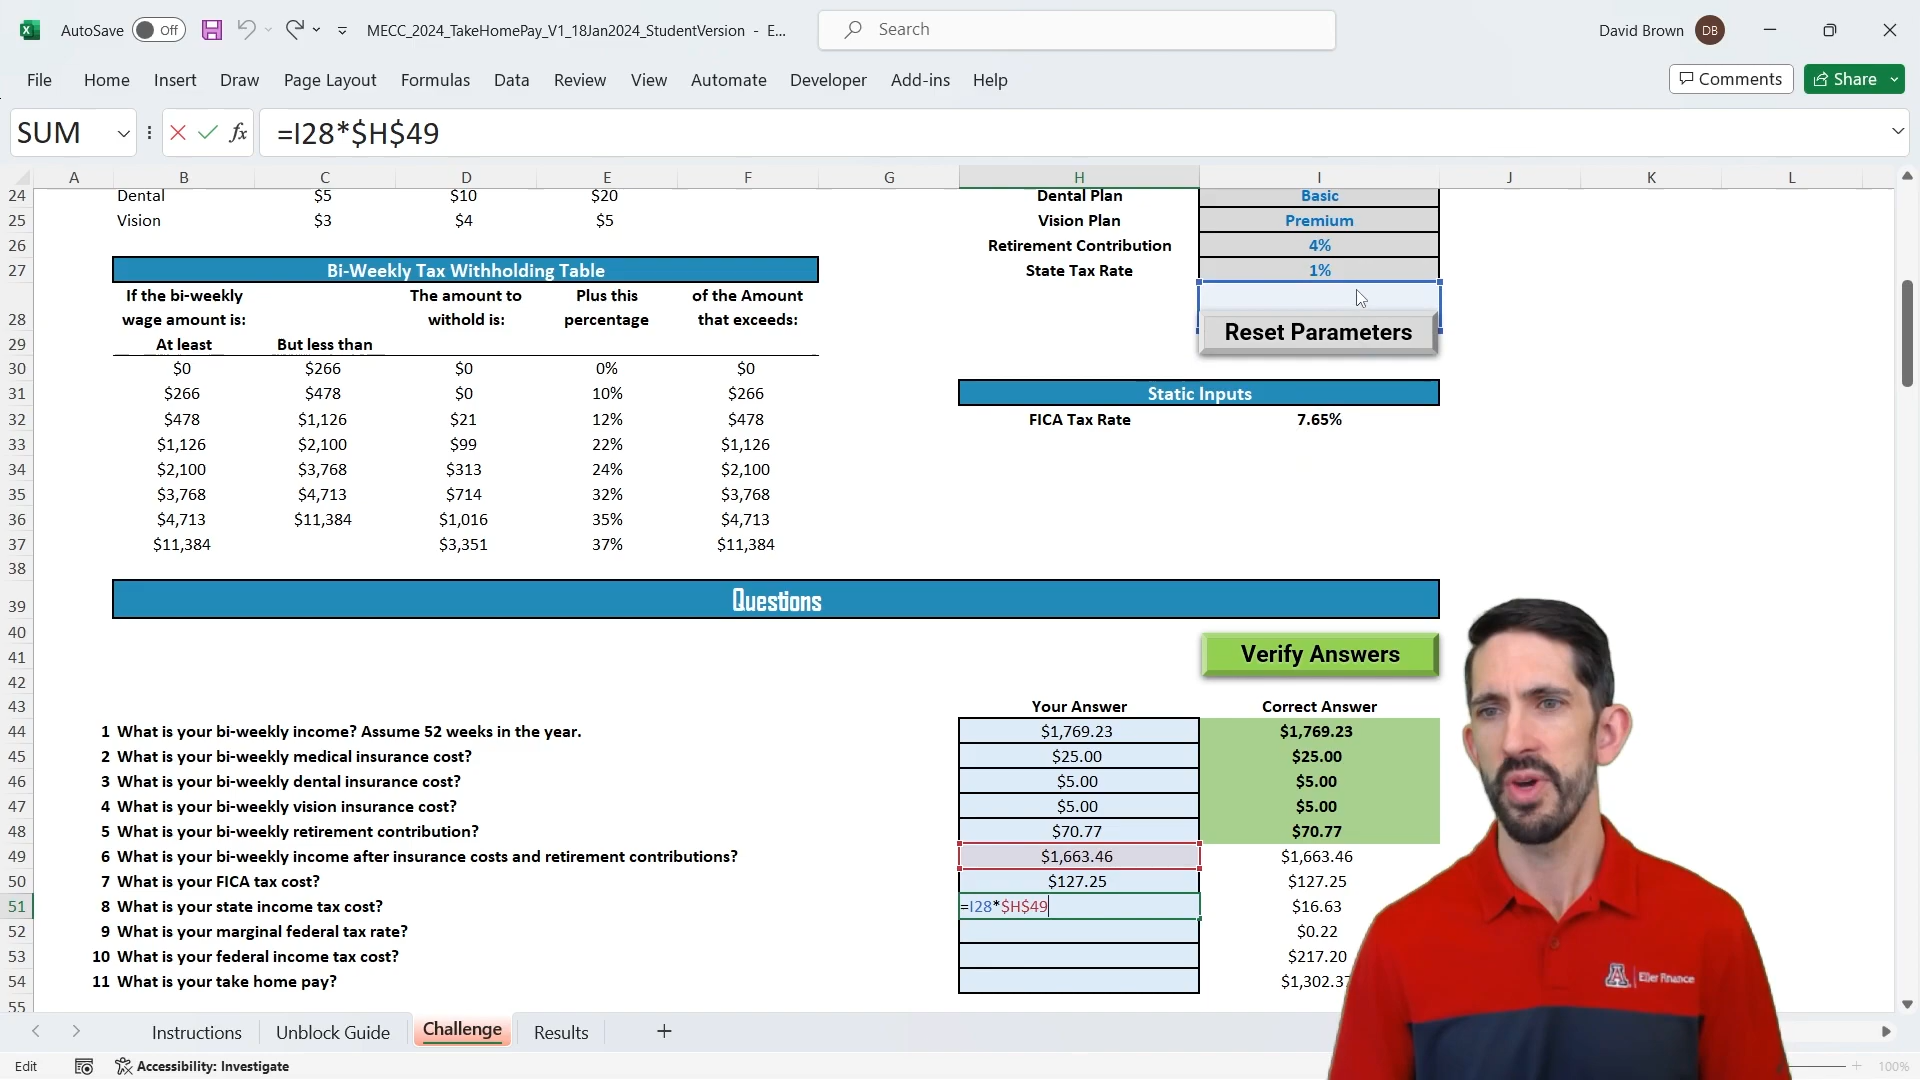 AutoSave Off MECC_2024_TakeHomePay_V1_18Jan2024_StudentVersion - E... Search David Brown DB
File Home Insert Draw Page Layout Formulas Data Review View Automate Developer Add-ins Help Comments Share
SUM fx =I28*$H$49
A B C D E F G H I J K L
24 Dental $5 $10 $20 Dental Plan Basic
25 Vision $3 $4 $5 Vision Plan Premium
26 Retirement Contribution 4%
27 Bi-Weekly Tax Withholding Table State Tax Rate 1%
If the bi-weekly The amount to Plus this of the Amount
28 wage amount is: withold is: percentage that exceeds: Reset Parameters
29 At least But less than
30 $0 $266 $0 0% $0
31 $266 $478 $0 10% $266 Static Inputs
32 $478 $1,126 $21 12% $478 FICA Tax Rate 7.65%
33 $1,126 $2,100 $99 22% $1,126
34 $2,100 $3,768 $313 24% $2,100
35 $3,768 $4,713 $714 32% $3,768
36 $4,713 $11,384 $1,016 35% $4,713
37 $11,384 $3,351 37% $11,384
38
39 Questions
40
41 Verify Answers
42
43 Your Answer Correct Answer
44 1 What is your bi-weekly income? Assume 52 weeks in the year. $1,769.23 $1,769.23
45 2 What is your bi-weekly medical insurance cost? $25.00 $25.00
46 3 What is your bi-weekly dental insurance cost? $5.00 $5.00
47 4 What is your bi-weekly vision insurance cost? $5.00 $5.00
48 5 What is your bi-weekly retirement contribution? $70.77 $70.77
49 6 What is your bi-weekly income after insurance costs and retirement contributions? $1,663.46 $1,663.46
50 7 What is your FICA tax cost? $127.25 $127.25
51 8 What is your state income tax cost? =I28*$H$49 $16.63
52 9 What is your marginal federal tax rate? $0.22
53 10 What is your federal income tax cost? $217.20
54 11 What is your take home pay? $1,302.37
55
A Eller Finance
Instructions Unblock Guide Challenge Results
Edit Accessibility: Investigate 100%